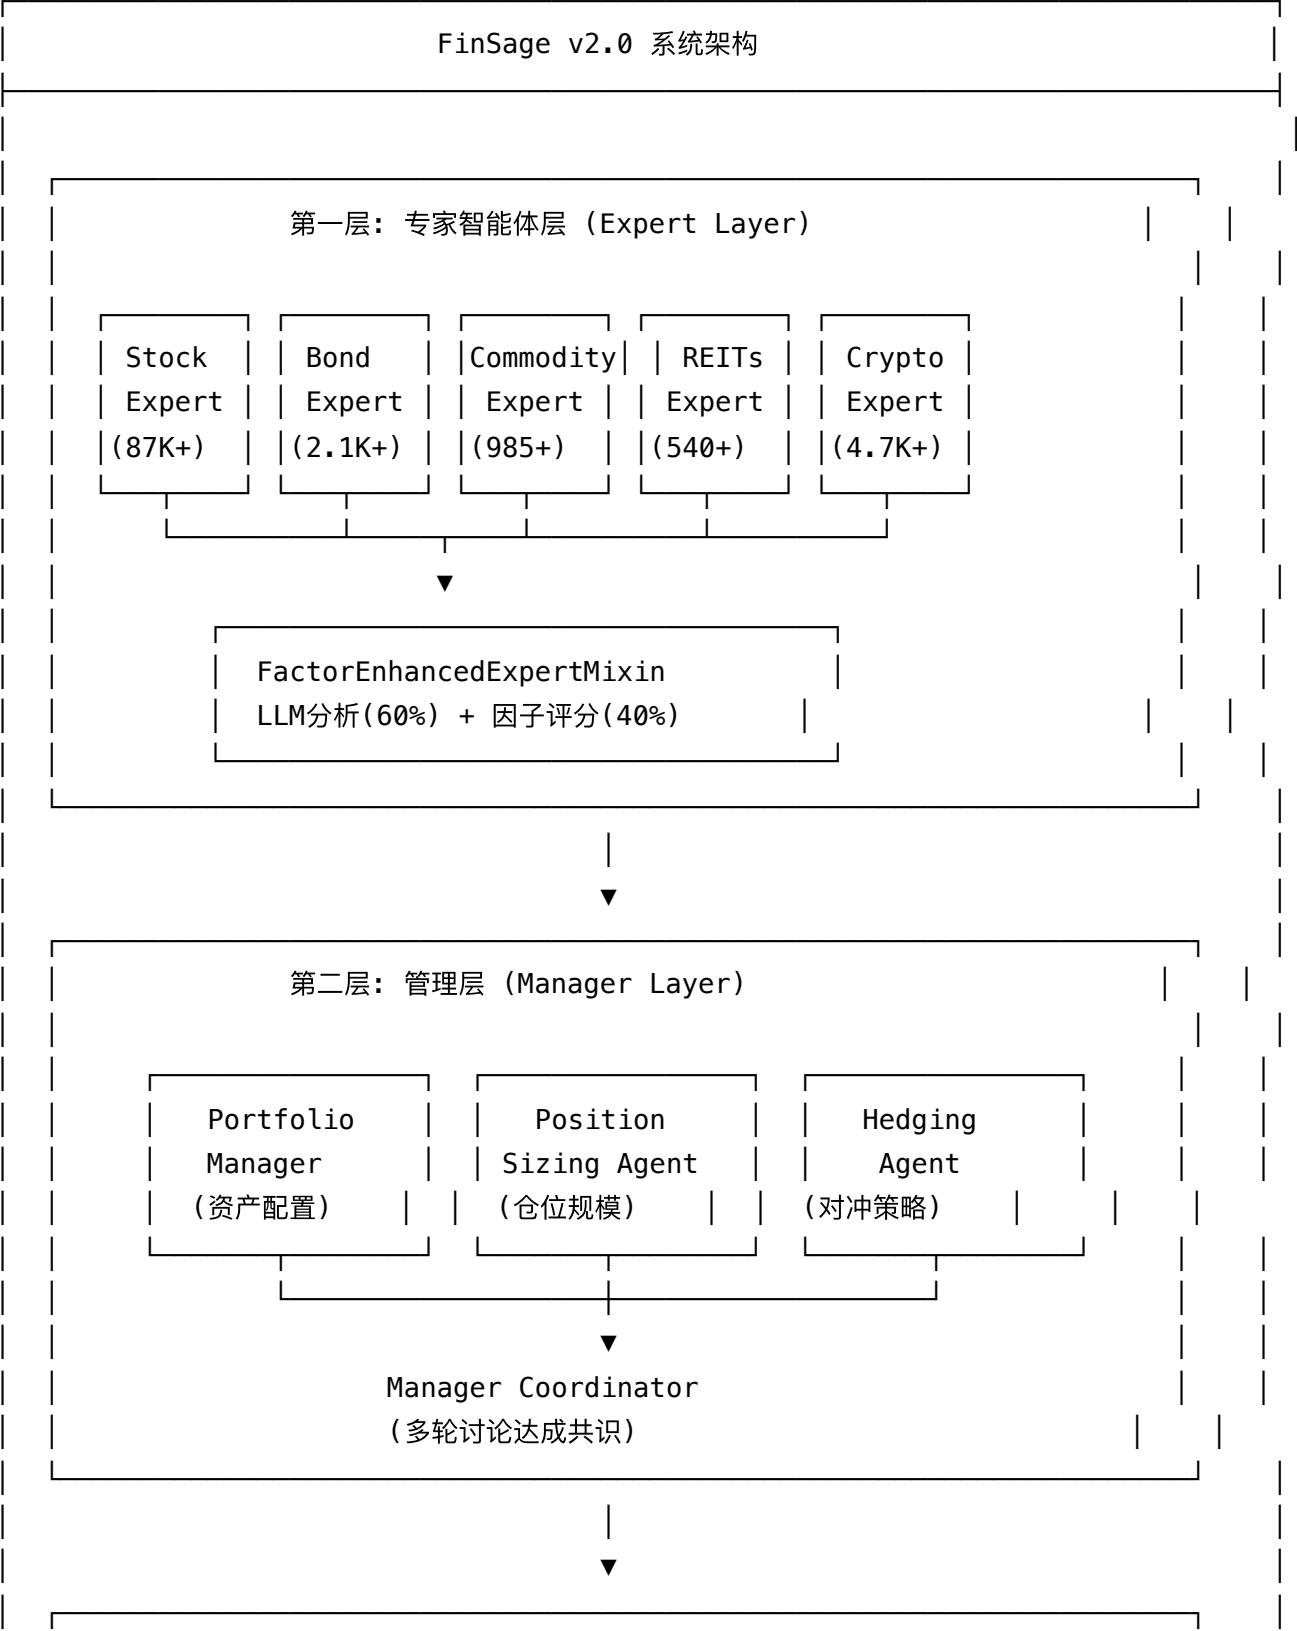 FinSage v2.0 系统架构
第一层: 专家智能体层 (Expert Layer)
Stock Bond Commodity REITs Crypto
Expert Expert Expert Expert Expert
(87K+) (2.1K+) (985+) (540+) (4.7K+)
FactorEnhancedExpertMixin
LLM分析(60%) + 因子评分(40%)
第二层: 管理层 (Manager Layer)
Portfolio Position Hedging
Manager Sizing Agent Agent
(资产配置) (仓位规模) (对冲策略)
Manager Coordinator
(多轮讨论达成共识)